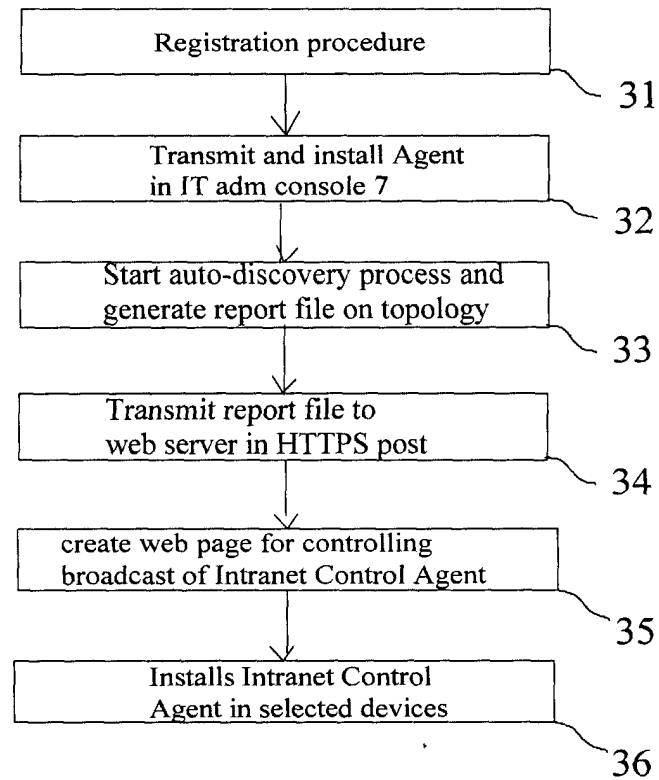 Registration procedure
31
Transmit and install Agent
in IT adm console 7
32
Start auto-discovery process and
generate report file on topology
33
Transmit report file to
web server in HTTPS post
34
create web page for controlling
broadcast of Intranet Control Agent
35
Installs Intranet Control
Agent in selected devices
36